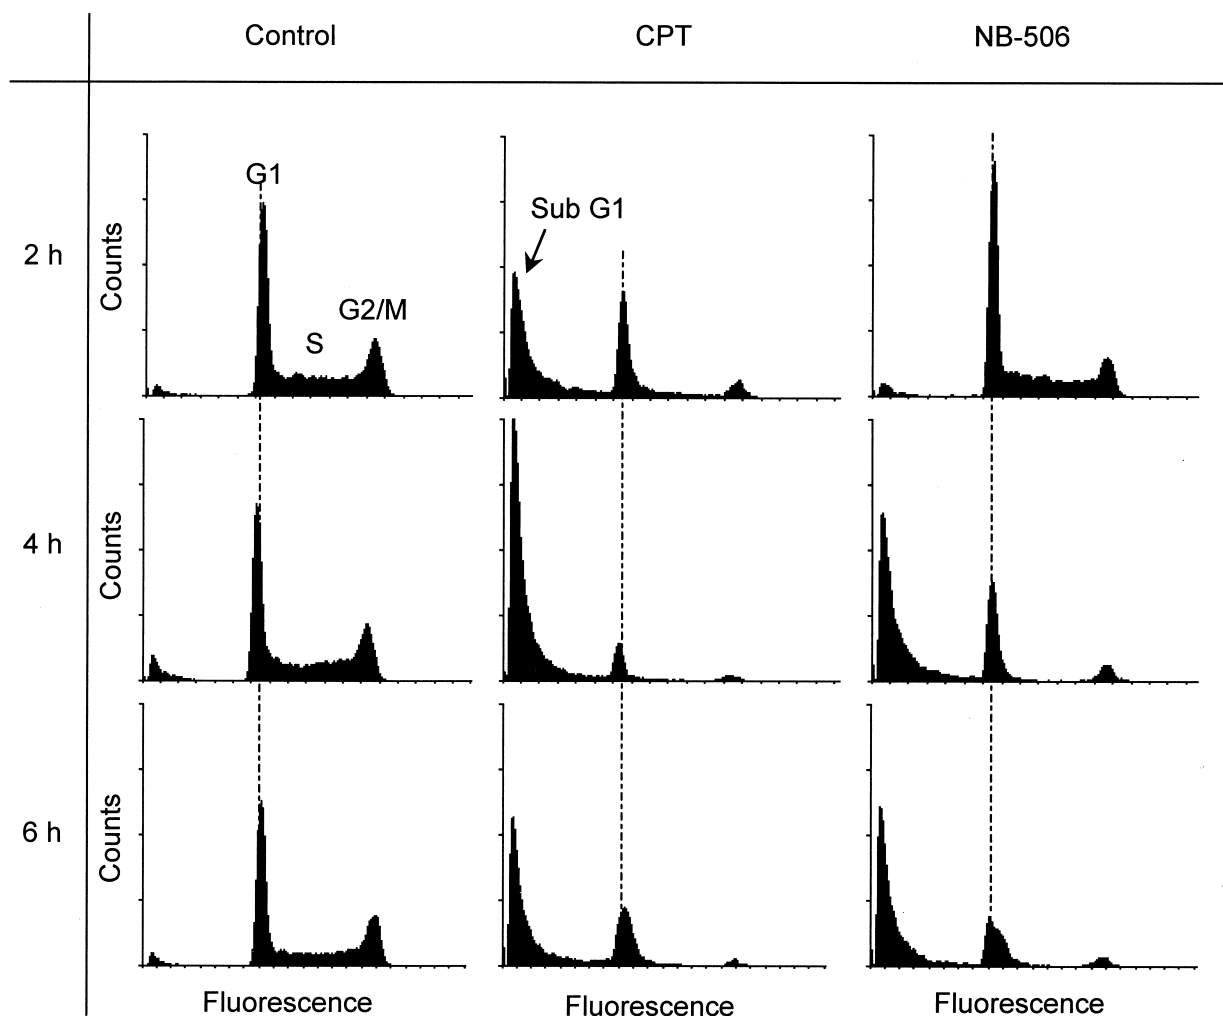 Control CPT NB-506
2 h
Counts
G1
S
G2/M
Sub G1
4 h
Counts
6 h
Counts
Fluorescence Fluorescence Fluorescence